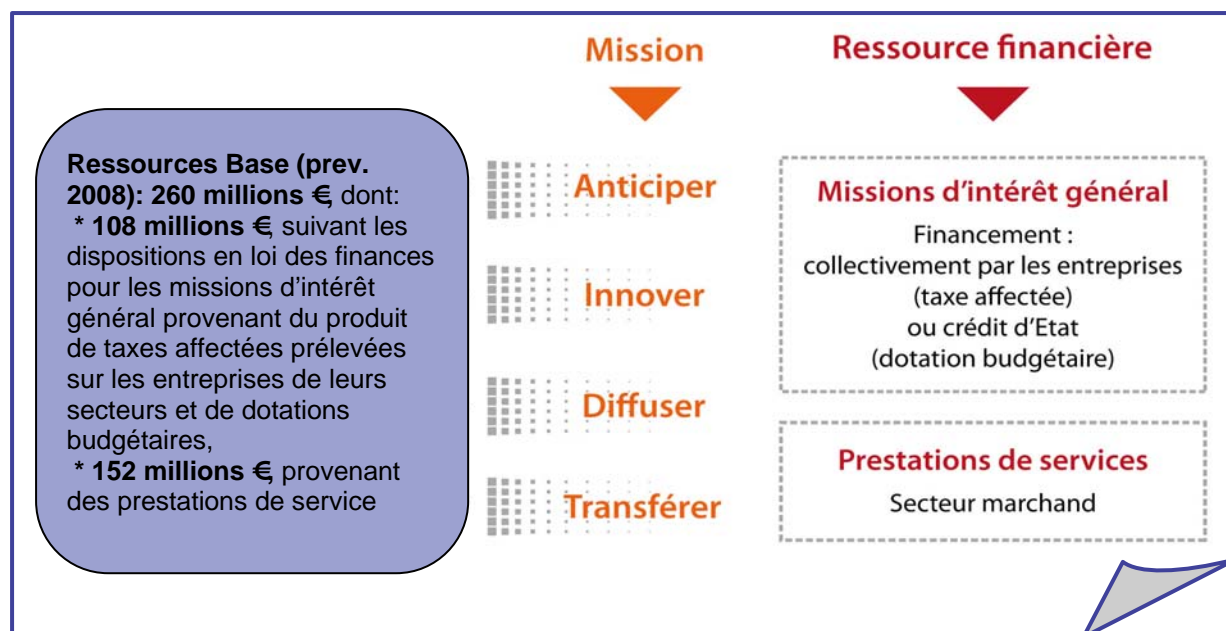 Ressources Base (prev.
2008): 260 millions €, dont:
* 108 millions €, suivant les
dispositions en loi des finances
pour les missions d'intérêt
général provenant du produit
de taxes affectées prélevées
sur les entreprises de leurs
secteurs et de dotations
budgétaires,
* 152 millions €, provenant
des prestations de service
Mission
Anticiper
Innover
Diffuser
Transférer
Ressource financière
Missions d'intérêt général
Financement :
collectivement par les entreprises
(taxe affectée)
ou crédit d'Etat
(dotation budgétaire)
Prestations de services
Secteur marchand